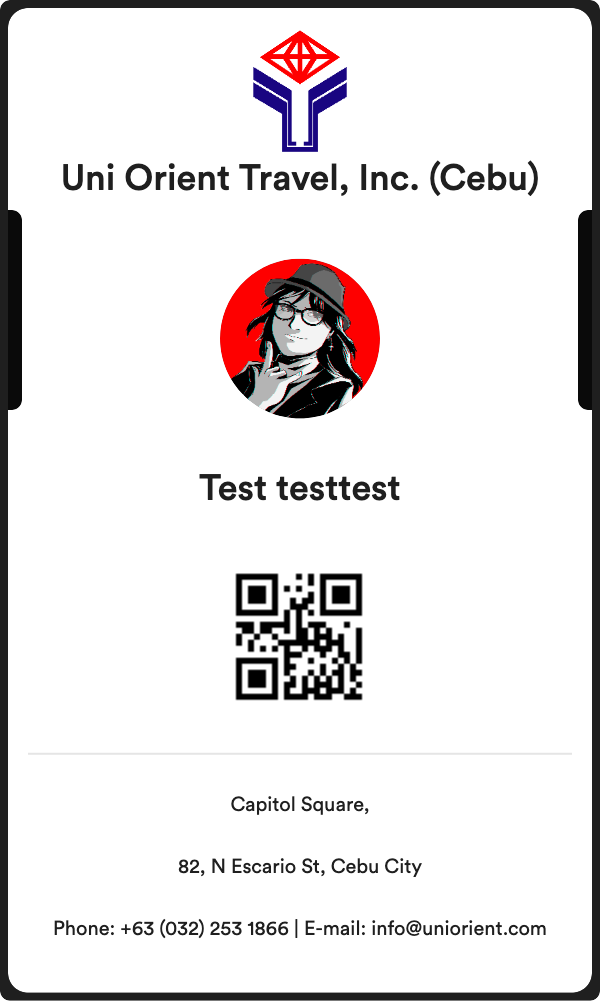 Uni Orient Travel, Inc. (Cebu)
Test testtest
Capitol Square,
82, N Escario St, Cebu City
Phone: +63 (032) 253 1866 | E-mail: info@uniorient.com